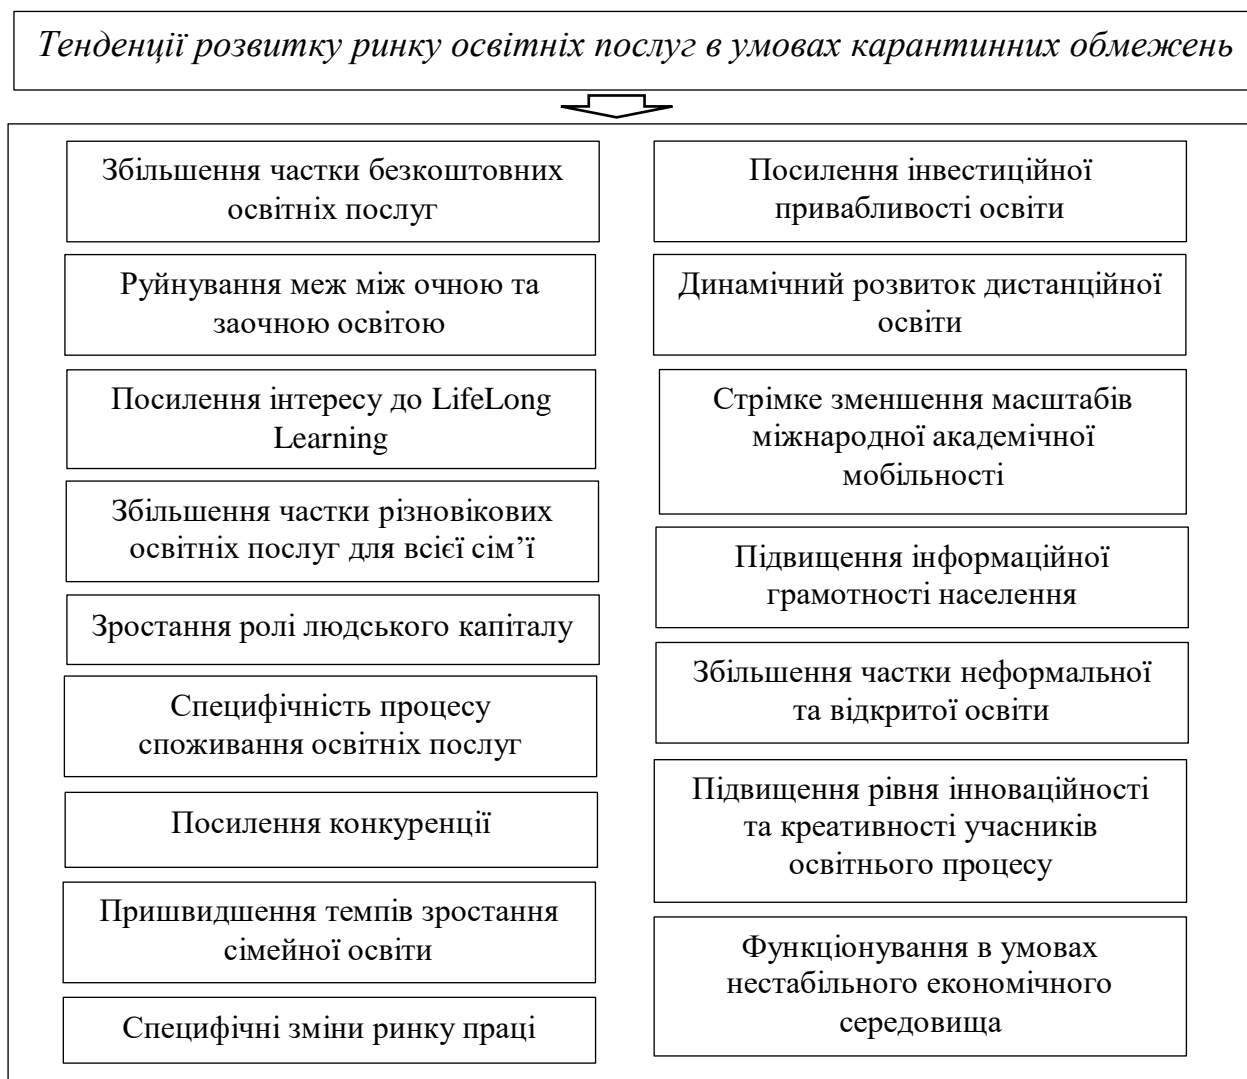 Тенденції розвитку ринку освітніх послуг в умовах карантинних обмежень
Збільшення частки безкоштовних
освітніх послуг
Руйнування меж між очною та
заочною освітою
Посилення інтересу до LifeLong
Learning
Збільшення частки різновікових
освітніх послуг для всієї сім’ї
Зростання ролі людського капіталу
Специфічність процесу
споживання освітніх послуг
Посилення конкуренції
Пришвидшення темпів зростання
сімейної освіти
Специфічні зміни ринку праці
Посилення інвестиційної
привабливості освіти
Динамічний розвиток дистанційної
освіти
Стрімке зменшення масштабів
міжнародної академічної
мобільності
Підвищення інформаційної
грамотності населення
Збільшення частки неформальної
та відкритої освіти
Підвищення рівня інноваційності
та креативності учасників
освітнього процесу
Функціонування в умовах
нестабільного економічного
середовища